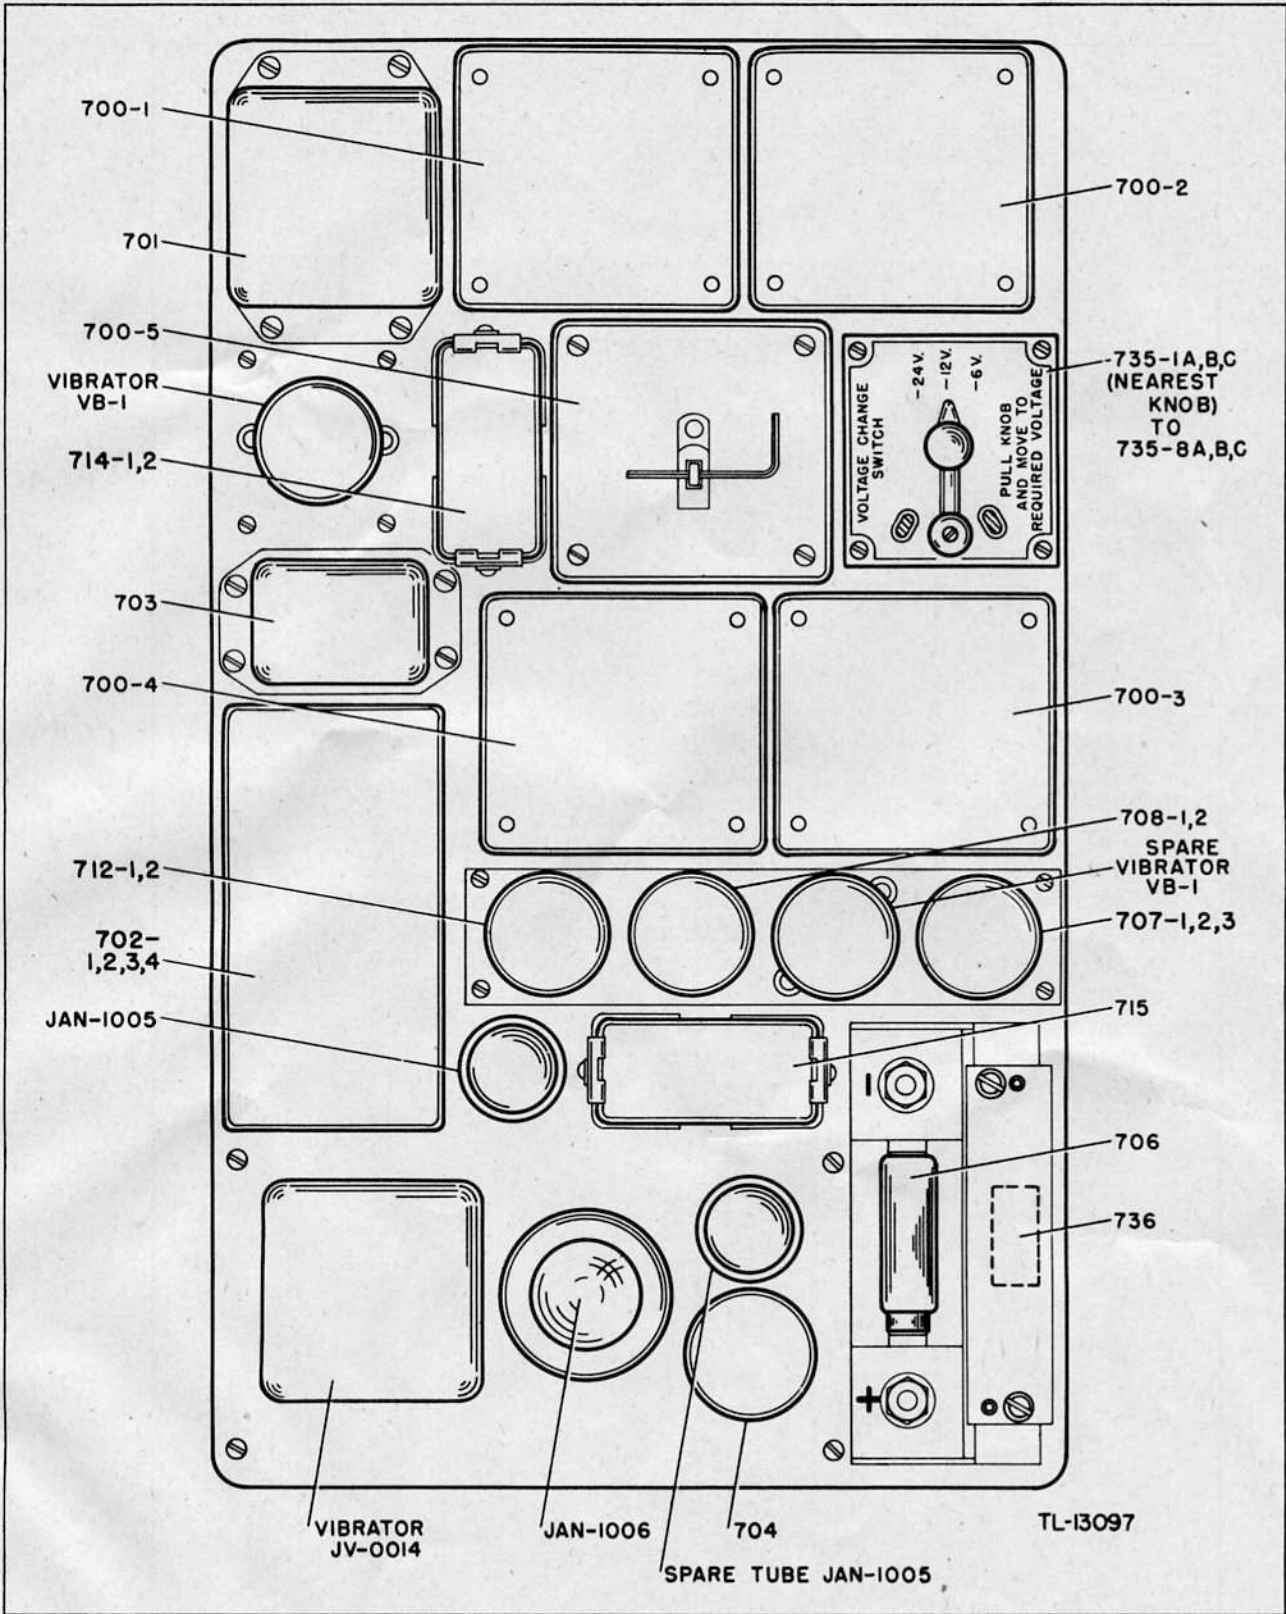 700-1
701
700-5
VIBRATOR
VB-1
714-1,2
703
700-4
712-1,2
702-
1,2,3,4
JAN-1005
700-2
-24V.
-12V.
-6V.
VOLTAGE CHANGE
SWITCH
PULL KNOB
AND MOVE TO
REQUIRED VOLTAGE
735-1A,B,C
(NEAREST
KNOB)
TO
735-8A,B,C
700-3
708-1,2
SPARE
VIBRATOR
VB-1
707-1,2,3
715
-
706
736
+
VIBRATOR
JV-0014
JAN-1006
704
SPARE TUBE JAN-1005
TL-13097